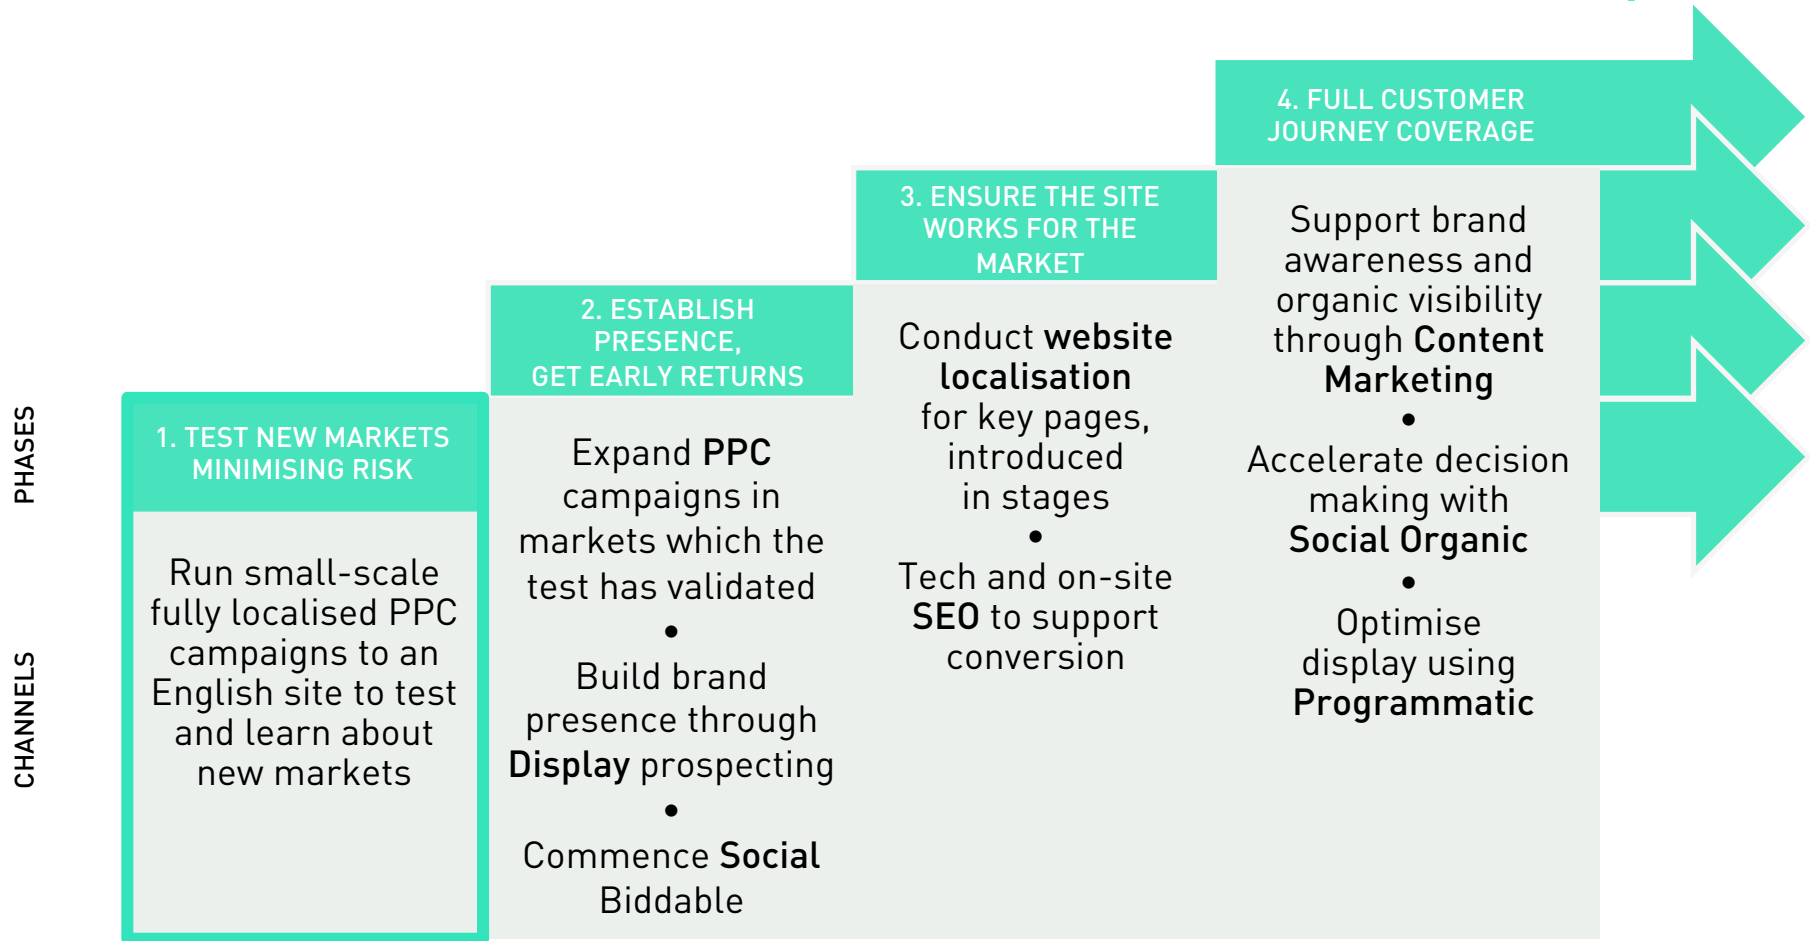 PHASES
CHANNELS
1. TEST NEW MARKETS
MINIMISING RISK
Run small-scale
fully localised PPC
campaigns to an
English site to test
and learn about
new markets
2. ESTABLISH
PRESENCE,
GET EARLY RETURNS
Expand PPC
campaigns in
markets which the
test has validated
•
Build brand
presence through
Display prospecting
•
Commence Social
Biddable
3. ENSURE THE SITE
WORKS FOR THE
MARKET
Conduct website
localisation
for key pages,
introduced
in stages
•
Tech and on-site
SEO to support
conversion
4. FULL CUSTOMER
JOURNEY COVERAGE
Support brand
awareness and
organic visibility
through Content
Marketing
•
Accelerate decision
making with
Social Organic
•
Optimise
display using
Programmatic